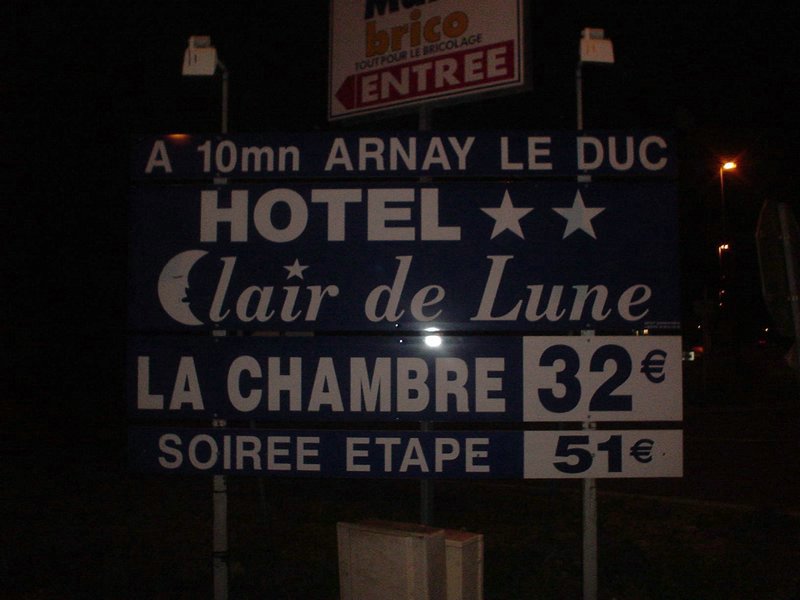 brico
TOUT POUR LE BRICOLAGE
ENTREE
A 10mn ARNAY LE DUC
HOTEL
Clair de Lune
LA CHAMBRE 32€
SOIREE ETAPE 51€